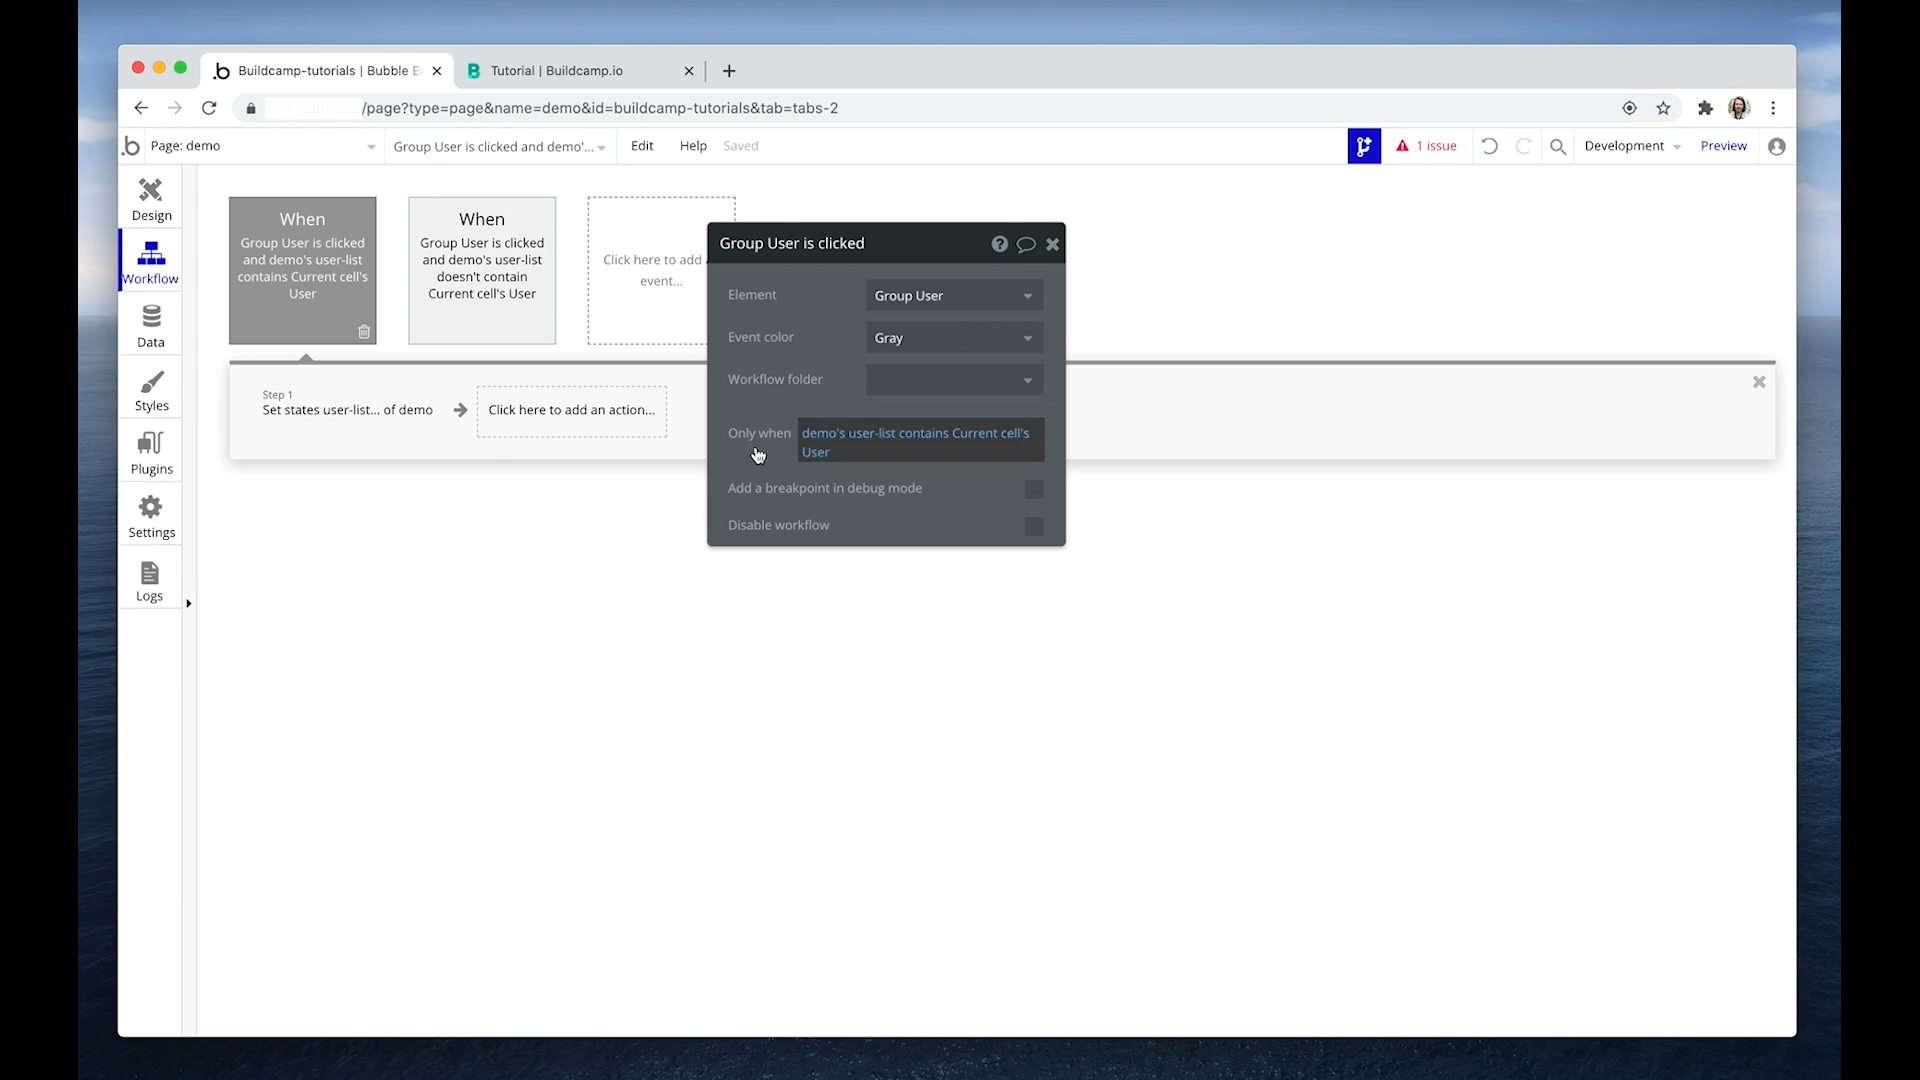 Buildcamp-tutorials | Bubble E
Tutorial | Buildcamp.io
/page?type=page&name=demo&id=buildcamp-tutorials&tab=tabs-2
Page: demo
Group User is clicked and demo'...
Edit
Help
Saved
1 issue
Development
Preview
Design
Workflow
Data
Styles
Plugins
Settings
Logs
When
Group User is clicked
and demo's user-list
contains Current cell's
User
When
Group User is clicked
and demo's user-list
doesn't contain
Current cell's User
Click here to add
event...
Step 1
Set states user-list... of demo
Click here to add an action...
Group User is clicked
Element
Group User
Event color
Gray
Workflow folder
Only when
demo's user-list contains Current cell's
User
Add a breakpoint in debug mode
Disable workflow